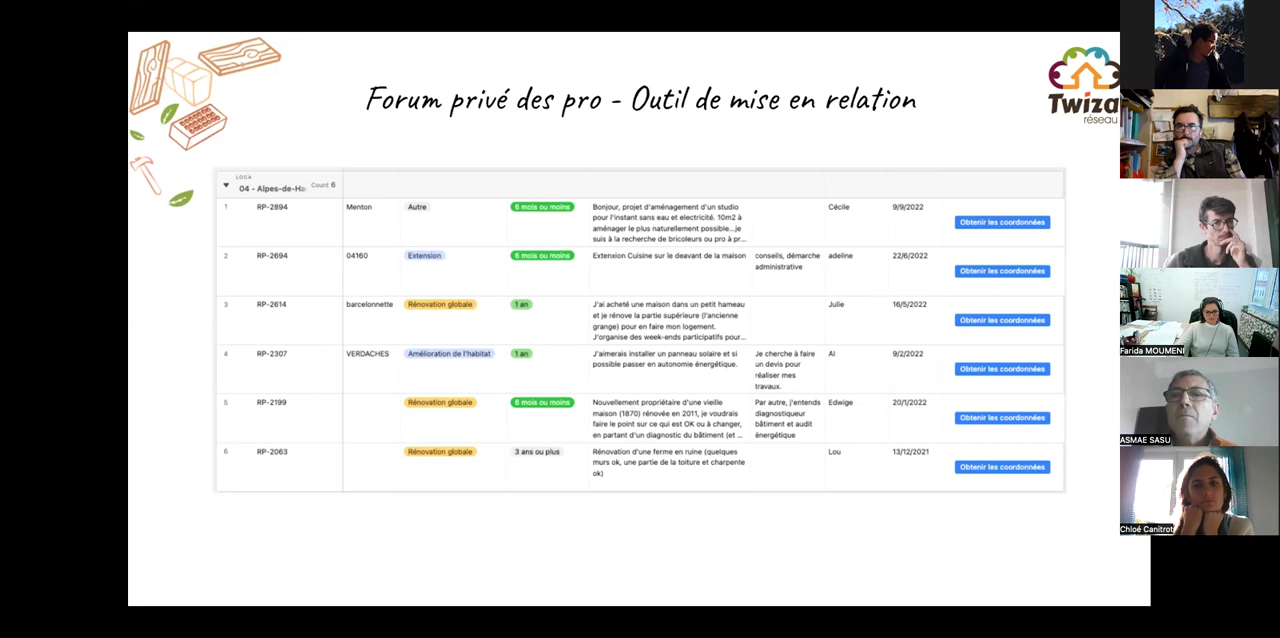 Forum privé des pro - Outil de mise en relation
Twiza
réseau
LOCA
04 - Alpes-de-Ha Count 6
1 RP-2894 Menton Autre 6 mois ou moins Bonjour, projet d'aménagement d'un studio Cécile 9/9/2022 Obtenir les coordonnées
pour l'instant sans eau et electricité. 10m2 à
aménager le plus naturellement possible...je
suis à la recherche de bricoleurs ou pro à pr...
2 RP-2694 04160 Extension 6 mois ou moins Extenxion Cuisine sur le deavant de la maison conseils, démarche adeline 22/6/2022 Obtenir les coordonnées
administrative
3 RP-2614 barcelonnette Rénovation globale 1 an J'ai acheté une maison dans un petit hameau Julie 16/5/2022 Obtenir les coordonnées
et je rénove la partie supérieure (l'ancienne
grange) pour en faire mon logement.
J'organise des week-ends participatifs pour...
4 RP-2307 VERDACHES Amélioration de l'habitat 1 an J'aimerais installer un panneau solaire et si Je cherche à faire Al 9/2/2022 Obtenir les coordonnées
possible passer en autonomie énergétique. un devis pour
réaliser mes
travaux.
5 RP-2199 Rénovation globale 6 mois ou moins Nouvellement propriétaire d'une vieille Par autre, j'entends Edwige 20/1/2022 Obtenir les coordonnées
maison (1870) rénovée en 2011, je voudrais diagnostiqueur
faire le point sur ce qui est OK ou à changer, bâtiment et audit
en partant d'un diagnostic du bâtiment (et ... énergétique
6 RP-2063 Rénovation globale 3 ans ou plus Rénovation d'une ferme en ruine (quelques Lou 13/12/2021 Obtenir les coordonnées
murs ok, une partie de la toiture et charpente
ok)
Farida MOUMENI
ASMAE SASU
Chloé Canitrot